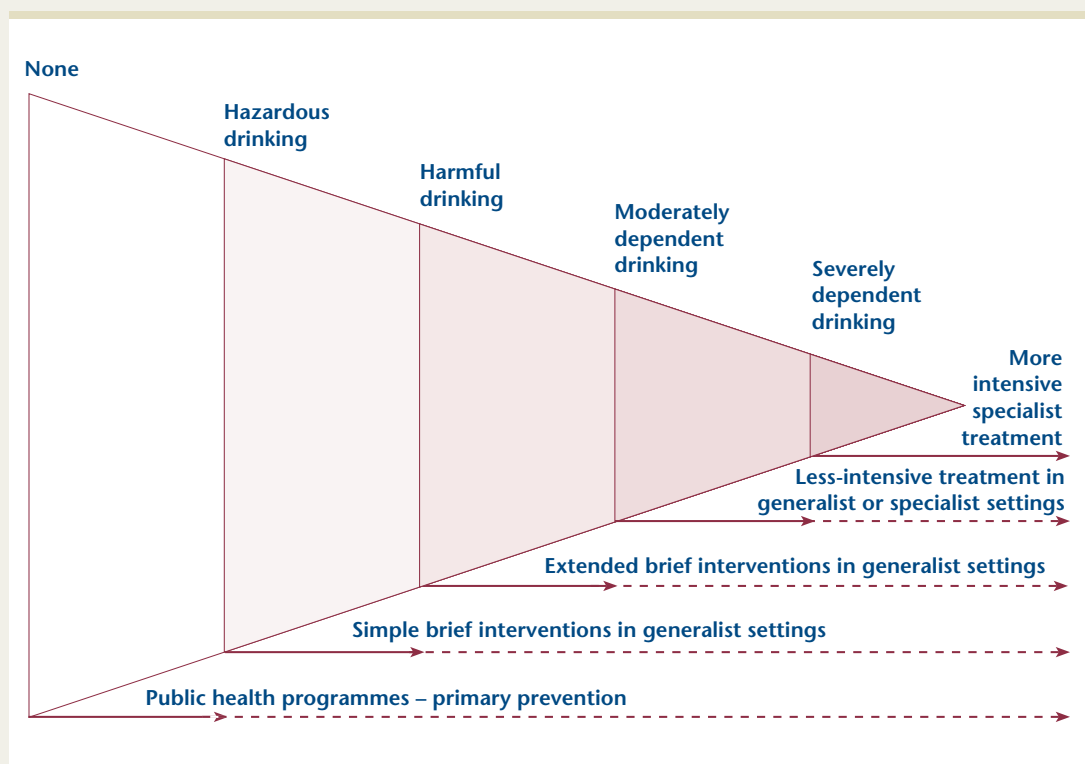 None
Hazardous
drinking
Harmful
drinking
Moderately
dependent
drinking
Severely
dependent
drinking
More
intensive
specialist
treatment
Less-intensive treatment in
generalist or specialist settings
Extended brief interventions in generalist settings
Simple brief interventions in generalist settings
Public health programmes – primary prevention